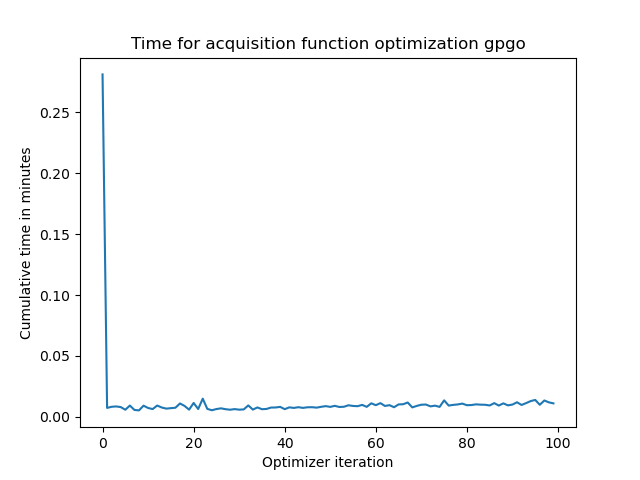 Time for acquisition function optimization gpgo
0.25
0.20
0.15
0.10
0.05
0.00
Cumulative time in minutes
0 20 40 60 80 100
Optimizer iteration